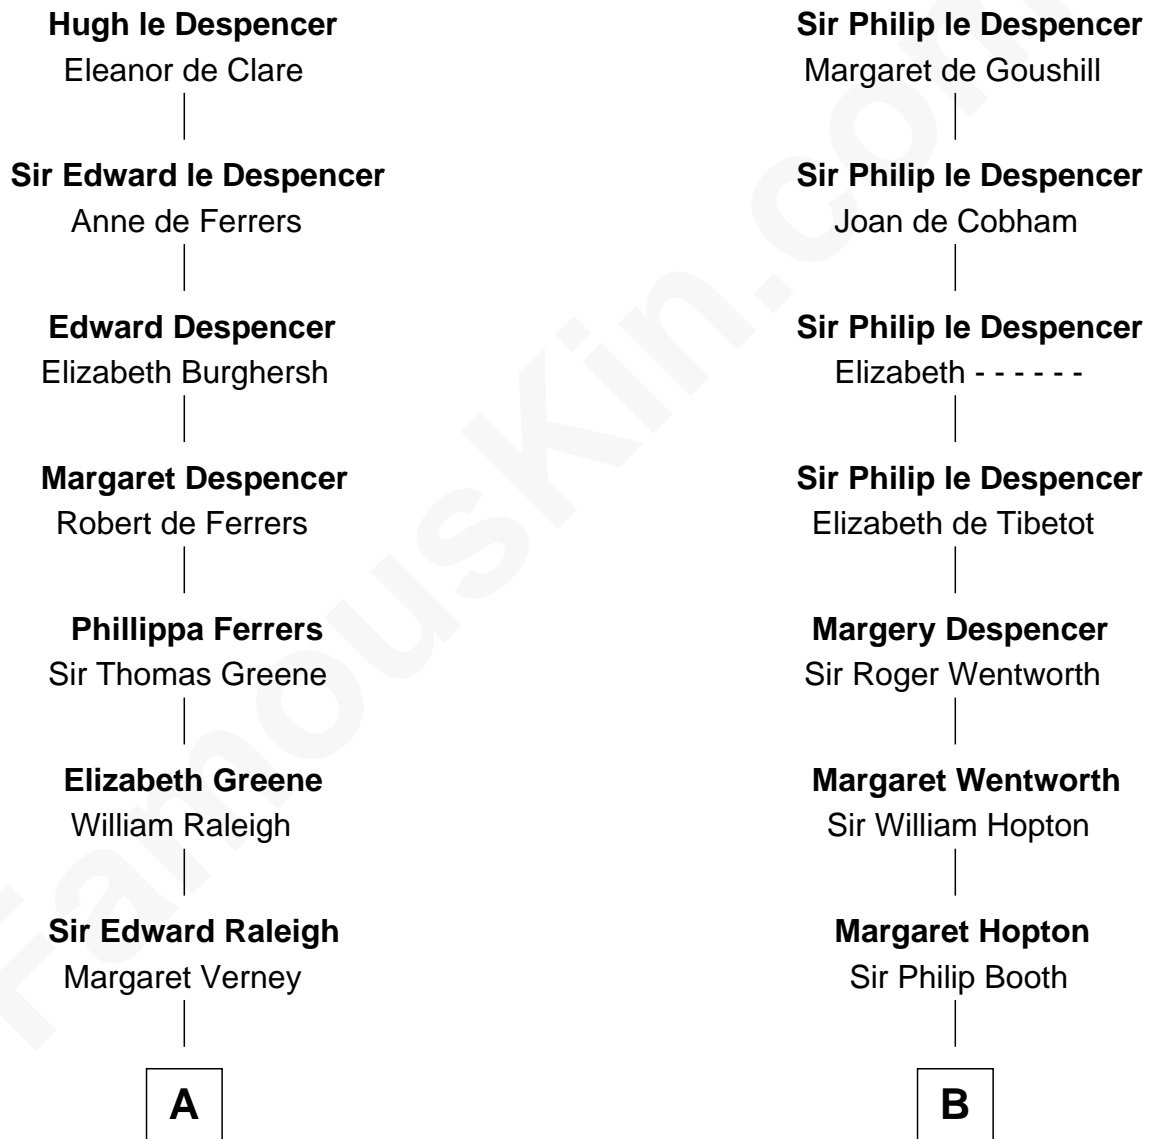 Hugh le Despencer
Eleanor de Clare
Sir Edward le Despencer
Anne de Ferrers
Edward Despencer
Elizabeth Burghersh
Margaret Despencer
Robert de Ferrers
Phillippa Ferrers
Sir Thomas Greene
Elizabeth Greene
William Raleigh
Sir Edward Raleigh
Margaret Verney
A
Sir Philip le Despencer
Margaret de Goushill
Sir Philip le Despencer
Joan de Cobham
Sir Philip le Despencer
Elizabeth - - - - - -
Sir Philip le Despencer
Elizabeth de Tibetot
Margery Despencer
Sir Roger Wentworth
Margaret Wentworth
Sir William Hopton
Margaret Hopton
Sir Philip Booth
B
FamousKin.com